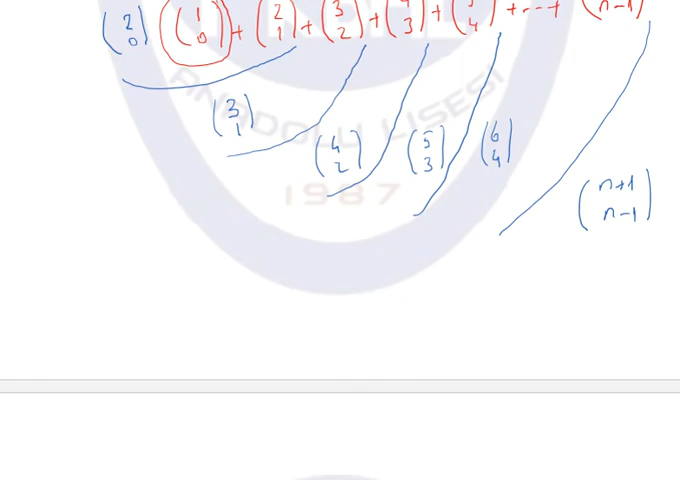 (2 0) (1 0) + (2 1) + (3 2) + (4 3) + (5 4) + ... + (n n-1)
(3 1)
(4 2) (5 3) (6 4)
(n+1 n-1)
ANADOLU LİSESİ
1987